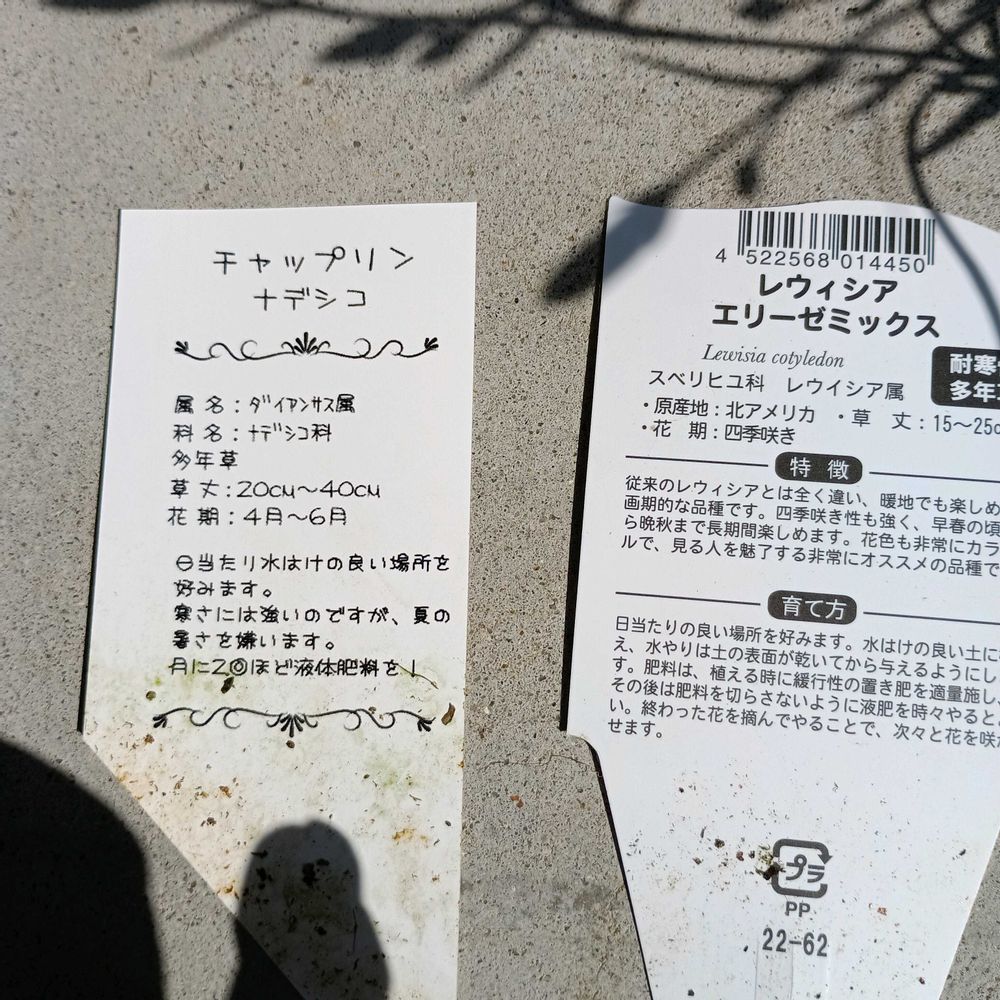 チャップリン
ナデシコ
属名:ダイアンサス属
科名:ナデシコ科
多年草
草丈:20cm～40cm
花期:4月～6月
日当たり水はけの良い場所を
好みます。
寒さには強いのですが、夏の
暑さを嫌います。
月に2回ほど液体肥料を!
4 522568 014450
レウィシア
エリーゼミックス
Lewisia cotyledon
耐寒
多年
スベリヒユ科 レウイシア属
・原産地:北アメリカ ・草 丈:15～25c
・花 期:四季咲き
特 徴
従来のレウィシアとは全く違い、暖地でも楽しめ
画期的な品種です。四季咲き性も強く、早春の頃
ら晩秋まで長期間楽しめます。花色も非常にカラ
ルで、見る人を魅了する非常にオススメの品種で
育て方
日当たりの良い場所を好みます。水はけの良い土に
え、水やりは土の表面が乾いてから与えるようにし
す。肥料は、植える時に緩行性の置き肥を適量施し
その後は肥料を切らさないように液肥を時々やると
い。終わった花を摘んでやることで、次々と花を咲か
せます。
プラ
PP
22-62